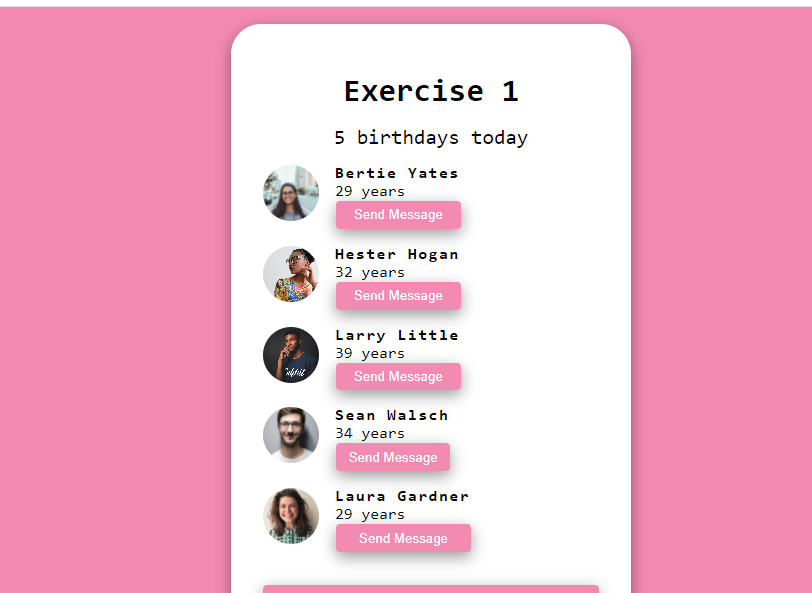 Exercise 1
5 birthdays today
Bertie Yates
29 years
Send Message
Hester Hogan
32 years
Send Message
Larry Little
39 years
Send Message
Sean Walsch
34 years
Send Message
Laura Gardner
29 years
Send Message